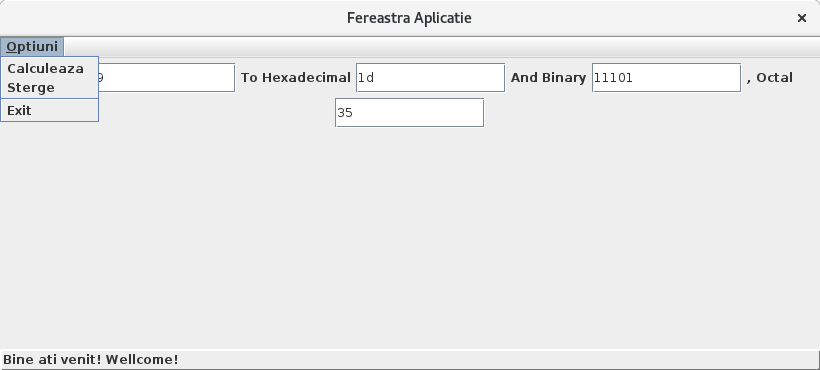 Fereastra Aplicatie ×
Optiuni
Calculeaza
Sterge
Exit
9 To Hexadecimal 1d And Binary 11101 , Octal
35
Bine ati venit! Wellcome!